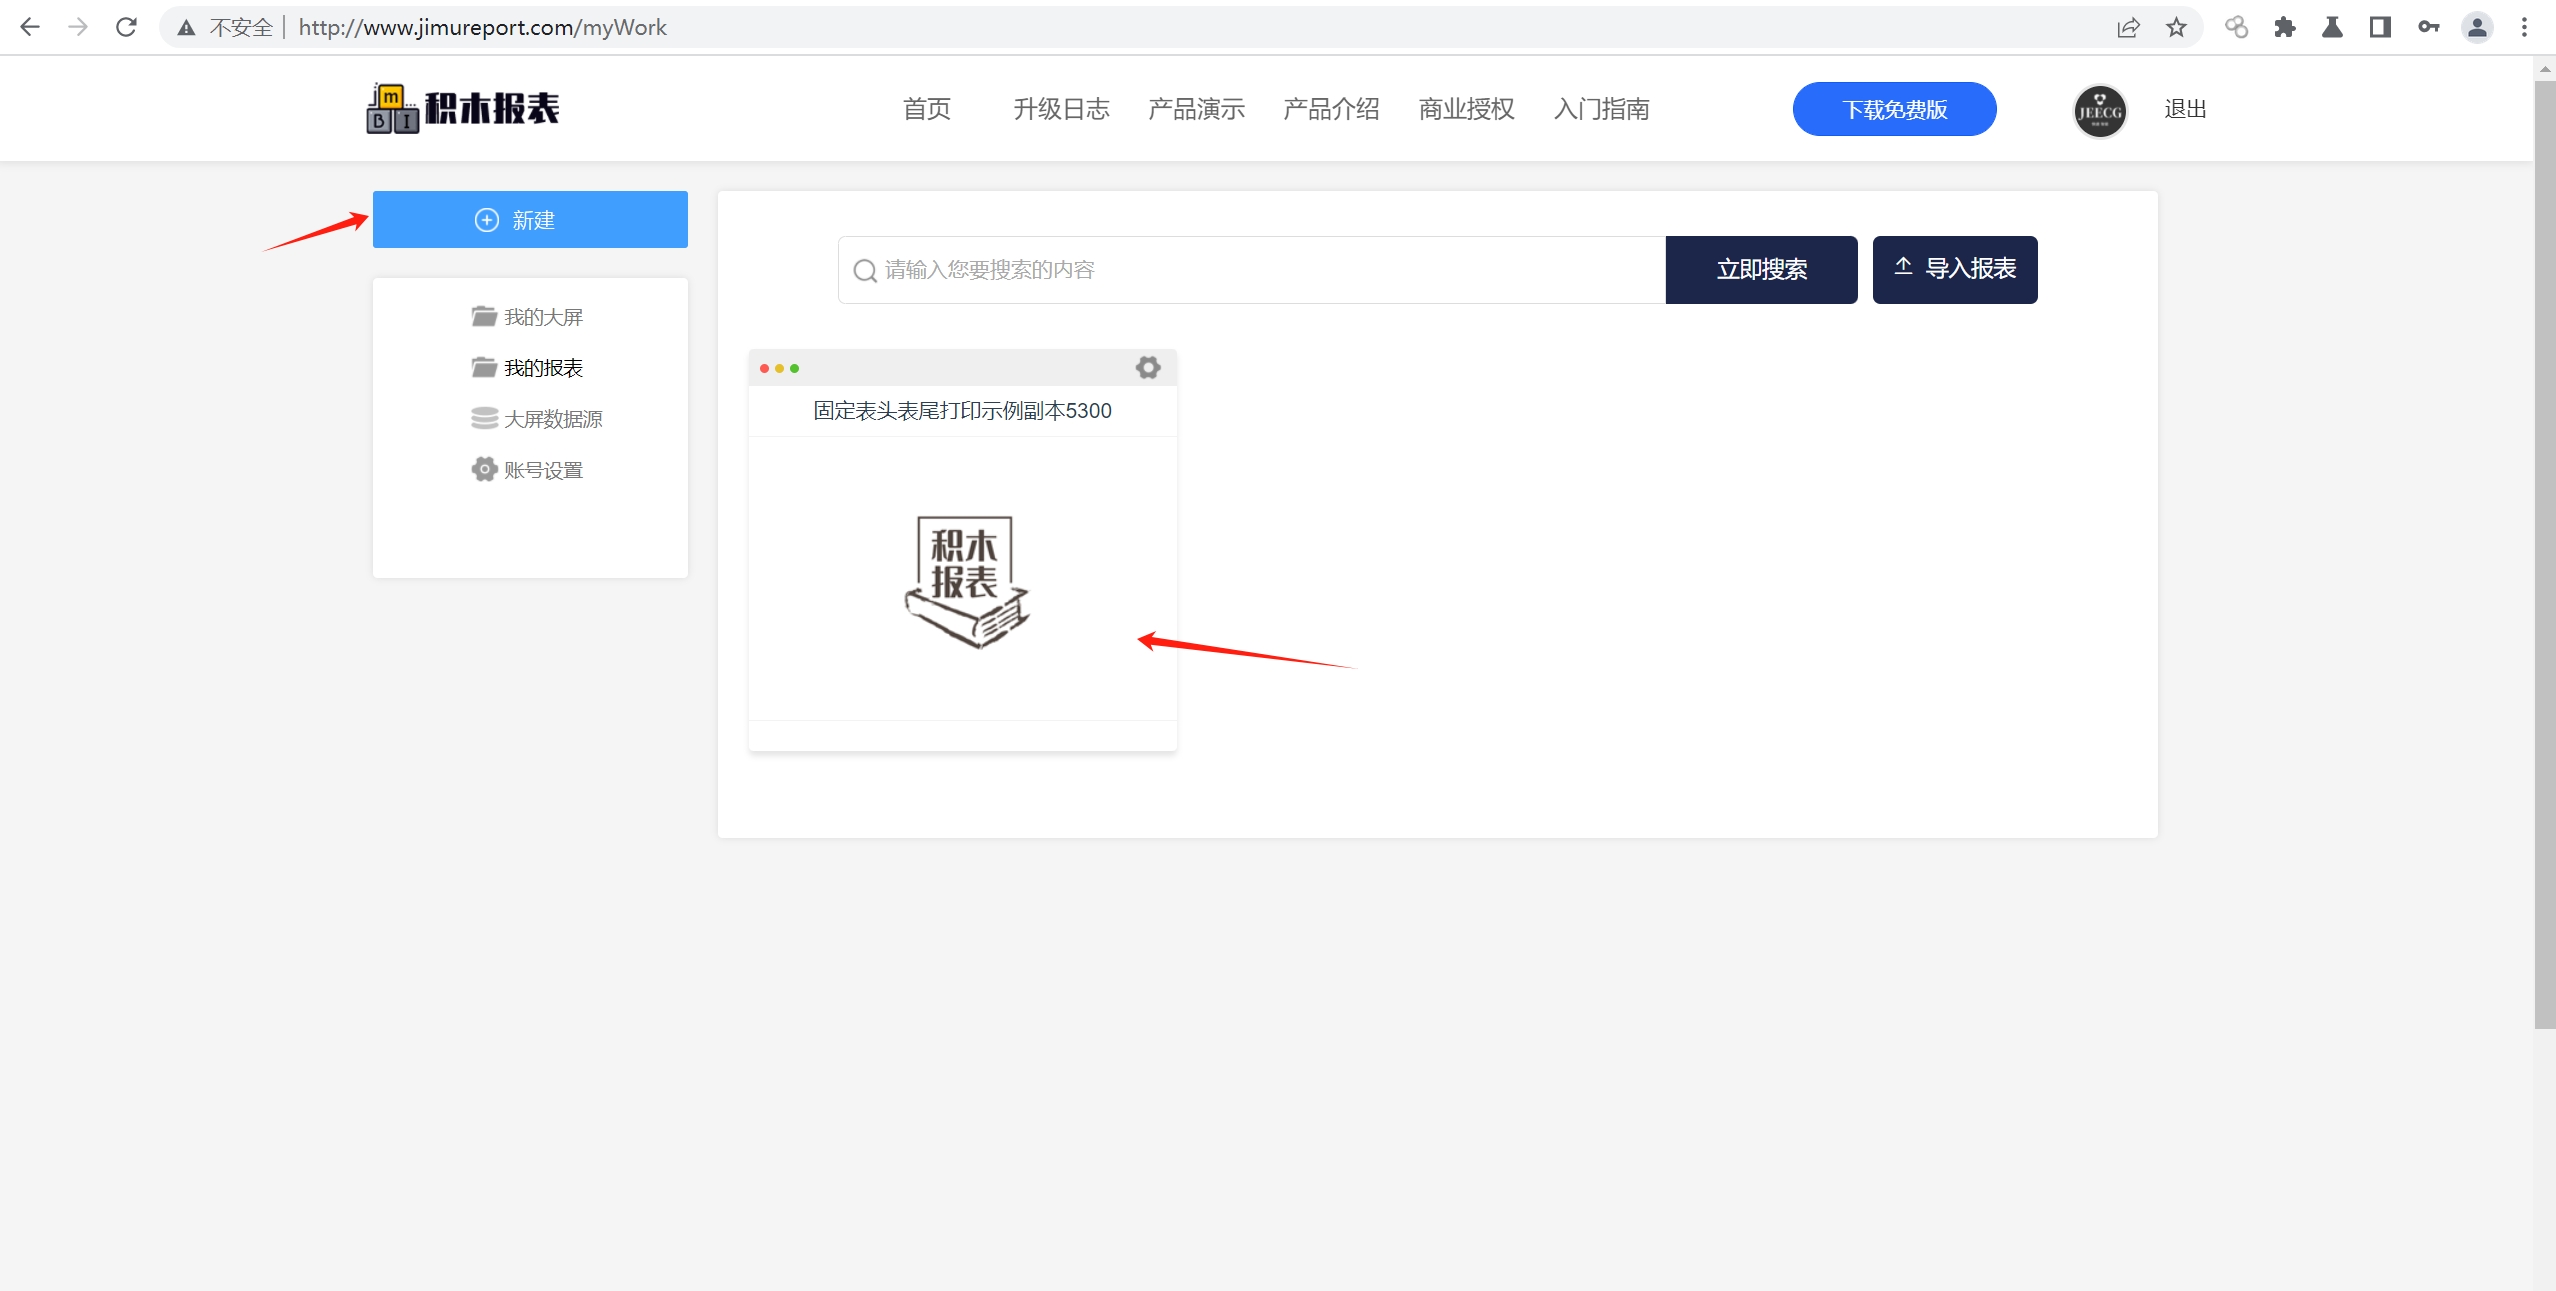 不安全 | http://www.jimureport.com/myWork
jm BI 积木报表 首页 升级日志 产品演示 产品介绍 商业授权 入门指南 下载免费版 JEECG 退出
新建
请输入您要搜索的内容 立即搜索 导入报表
我的大屏
我的报表
大屏数据源
账号设置
固定表头表尾打印示例副本5300
积木
报表